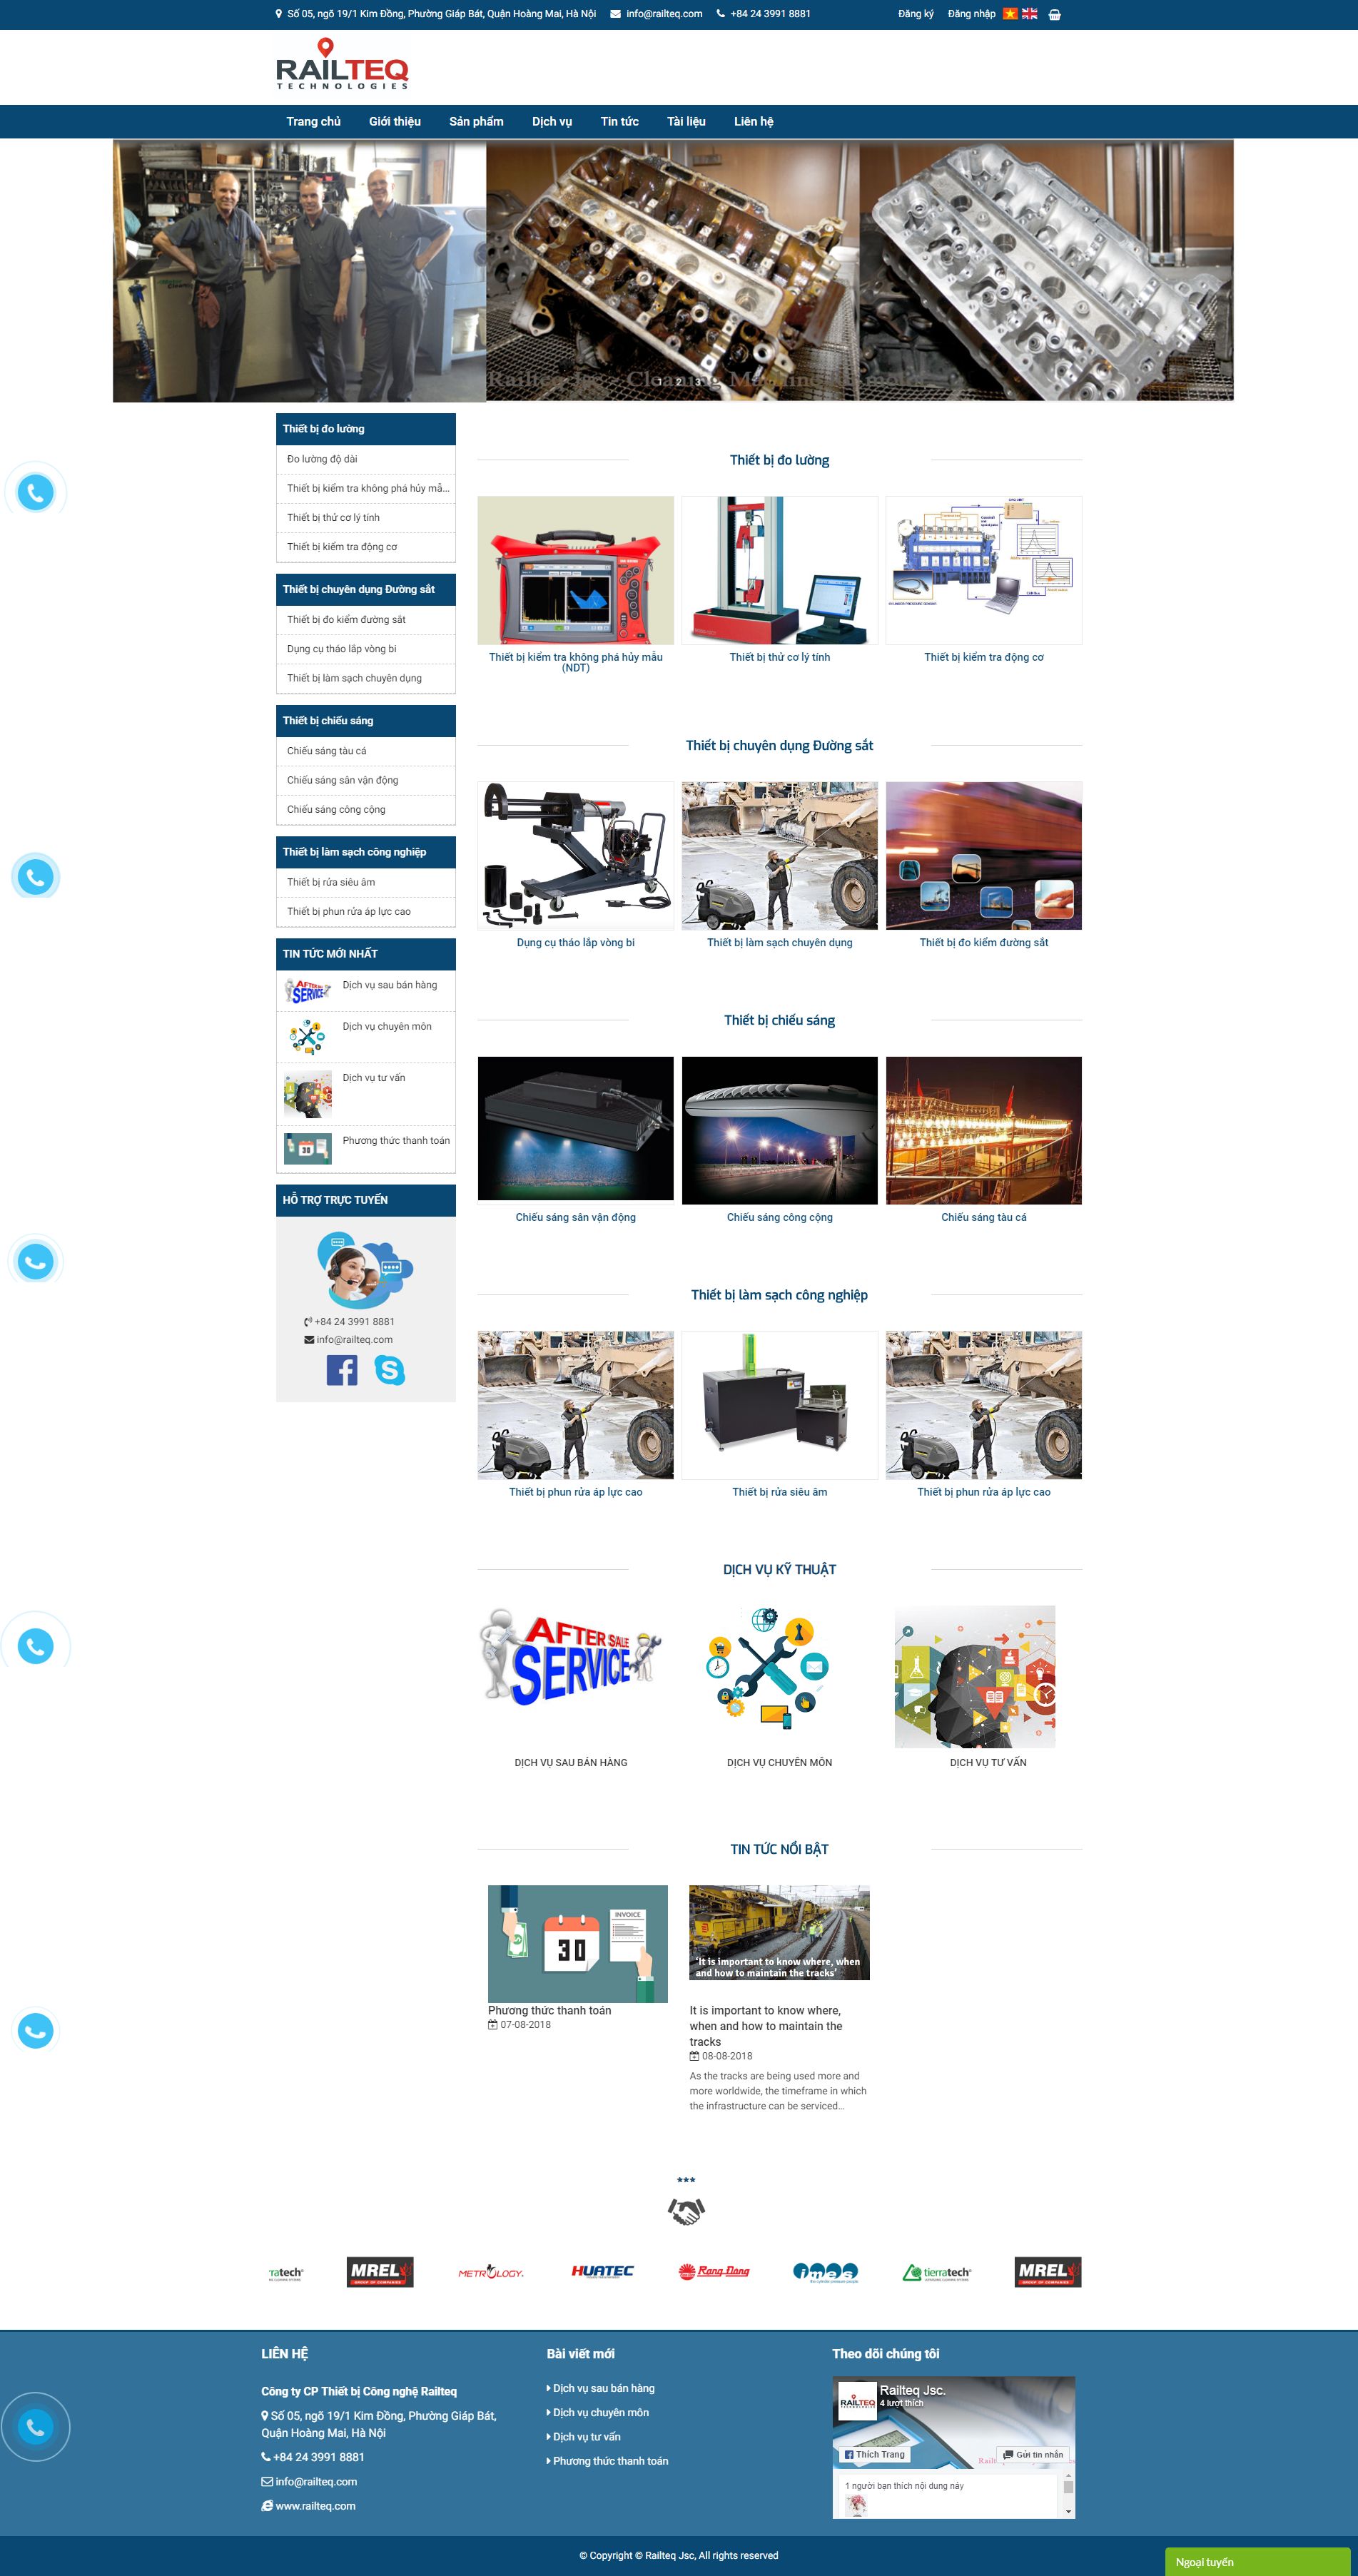 Số 05, ngõ 19/1 Kim Đồng, Phường Giáp Bát, Quận Hoàng Mai, Hà Nội info@railteq.com +84 24 3991 8881 Đăng ký Đăng nhập
RAILTEQ
TECHNOLOGIES
Trang chủ Giới thiệu Sản phẩm Dịch vụ Tin tức Tài liệu Liên hệ
Railteq Jsc - Cleaning Machine
1 2 3
Thiết bị đo lường
Đo lường độ dài
Thiết bị kiểm tra không phá hủy mẫ...
Thiết bị thử cơ lý tính
Thiết bị kiểm tra động cơ
Thiết bị chuyên dụng Đường sắt
Thiết bị đo kiểm đường sắt
Dụng cụ tháo lắp vòng bi
Thiết bị làm sạch chuyên dụng
Thiết bị chiếu sáng
Chiếu sáng tàu cá
Chiếu sáng sân vận động
Chiếu sáng công cộng
Thiết bị làm sạch công nghiệp
Thiết bị rửa siêu âm
Thiết bị phun rửa áp lực cao
TIN TỨC MỚI NHẤT
AFTER SALE SERVICE
Dịch vụ sau bán hàng
Dịch vụ chuyên môn
Dịch vụ tư vấn
30
Phương thức thanh toán
HỖ TRỢ TRỰC TUYẾN
+84 24 3991 8881
info@railteq.com
Thiết bị đo lường
Thiết bị kiểm tra không phá hủy mẫu
(NDT)
Thiết bị thử cơ lý tính
Thiết bị kiểm tra động cơ
Thiết bị chuyên dụng Đường sắt
Dụng cụ tháo lắp vòng bi
Thiết bị làm sạch chuyên dụng
Thiết bị đo kiểm đường sắt
Thiết bị chiếu sáng
Chiếu sáng sân vận động
Chiếu sáng công cộng
Chiếu sáng tàu cá
Thiết bị làm sạch công nghiệp
Thiết bị phun rửa áp lực cao
Thiết bị rửa siêu âm
Thiết bị phun rửa áp lực cao
DỊCH VỤ KỸ THUẬT
AFTER SALE
SERVICE
DỊCH VỤ SAU BÁN HÀNG
DỊCH VỤ CHUYÊN MÔN
DỊCH VỤ TƯ VẤN
TIN TỨC NỔI BẬT
INVOICE
30
Phương thức thanh toán
07-08-2018
'It is important to know where, when
and how to maintain the tracks'
It is important to know where,
when and how to maintain the
tracks
08-08-2018
As the tracks are being used more and
more worldwide, the timeframe in which
the infrastructure can be serviced...
***
rratech MREL METROLOGY HUATEC Rạng Đông imes tierratech MREL
GROUP OF COMPANIES
GROUP OF COMPANIES
LIÊN HỆ
Công ty CP Thiết bị Công nghệ Railteq
Số 05, ngõ 19/1 Kim Đồng, Phường Giáp Bát,
Quận Hoàng Mai, Hà Nội
+84 24 3991 8881
info@railteq.com
www.railteq.com
Bài viết mới
Dịch vụ sau bán hàng
Dịch vụ chuyên môn
Dịch vụ tư vấn
Phương thức thanh toán
Theo dõi chúng tôi
RAILTEQ
Railteq Jsc.
4 lượt thích
Thích Trang
Gửi tin nhắn
1 người bạn thích nội dung này
© Copyright © Railteq Jsc, All rights reserved
Ngoại tuyến